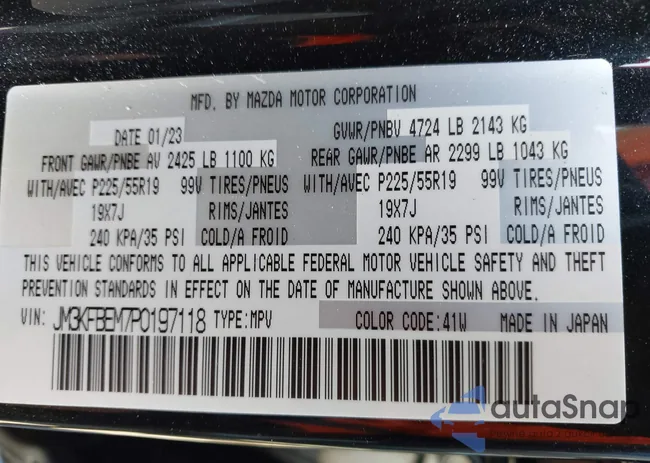 MFD. BY MAZDA MOTOR CORPORATION
DATE 01/23 GVWR/PNBV 4724 LB 2143 KG
FRONT GAWR/PNBE AV 2425 LB 1100 KG REAR GAWR/PNBE AR 2299 LB 1043 KG
WITH/AVEC P225/55R19 99V TIRES/PNEUS WITH/AVEC P225/55R19 99V TIRES/PNEUS
19X7J RIMS/JANTES 19X7J RIMS/JANTES
240 KPA/35 PSI COLD/A FROID 240 KPA/35 PSI COLD/A FROID
THIS VEHICLE CONFORMS TO ALL APPLICABLE FEDERAL MOTOR VEHICLE SAFETY AND THEFT
PREVENTION STANDARDS IN EFFECT ON THE DATE OF MANUFACTURE SHOWN ABOVE.
VIN: JM3KFBEM7P0197118 TYPE:MPV COLOR CODE:41W MADE IN JAPAN
autaSnap
Trusted Auto Auction